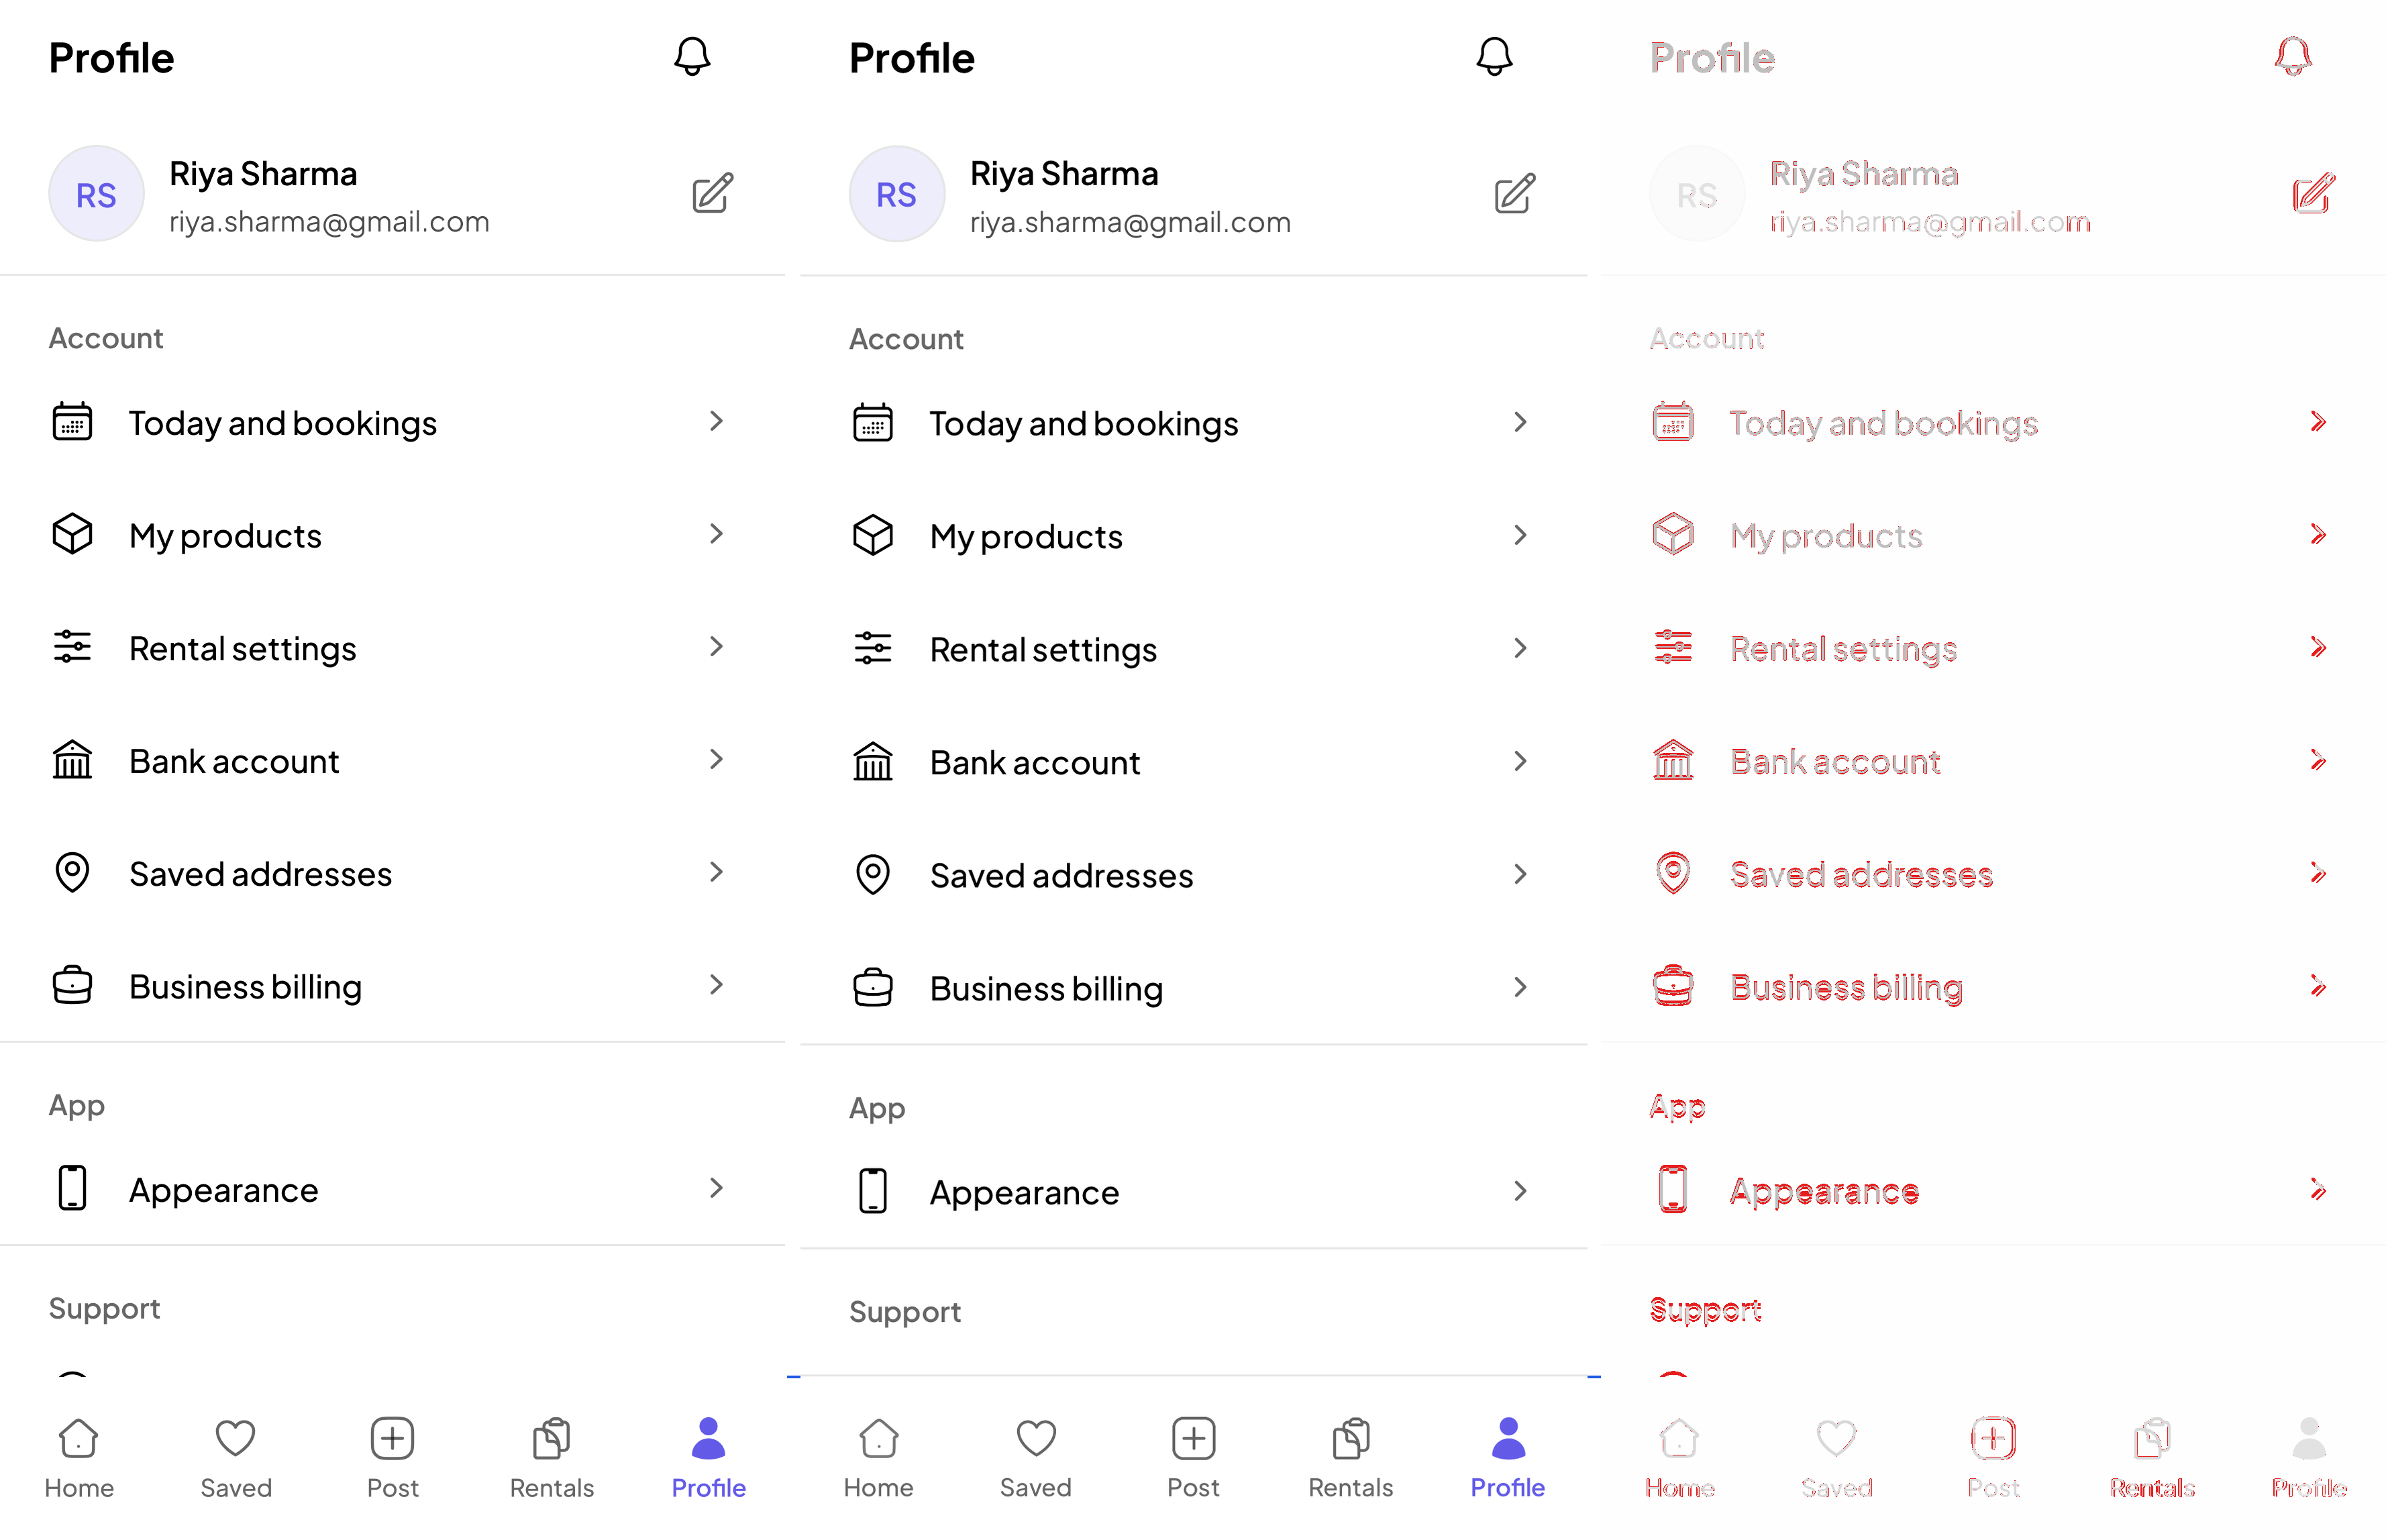 Profile
RS
Riya Sharma
riya.sharma@gmail.com
Account
Today and bookings
My products
Rental settings
Bank account
Saved addresses
Business billing
App
Appearance
Support
Home Saved Post Rentals Profile
Profile
RS
Riya Sharma
riya.sharma@gmail.com
Account
Today and bookings
My products
Rental settings
Bank account
Saved addresses
Business billing
App
Appearance
Support
Home Saved Post Rentals Profile
Profile
RS
Riya Sharma
riya.sharma@gmail.com
Account
Today and bookings
My products
Rental settings
Bank account
Saved addresses
Business billing
App
Appearance
Support
Home Saved Post Rentals Profile